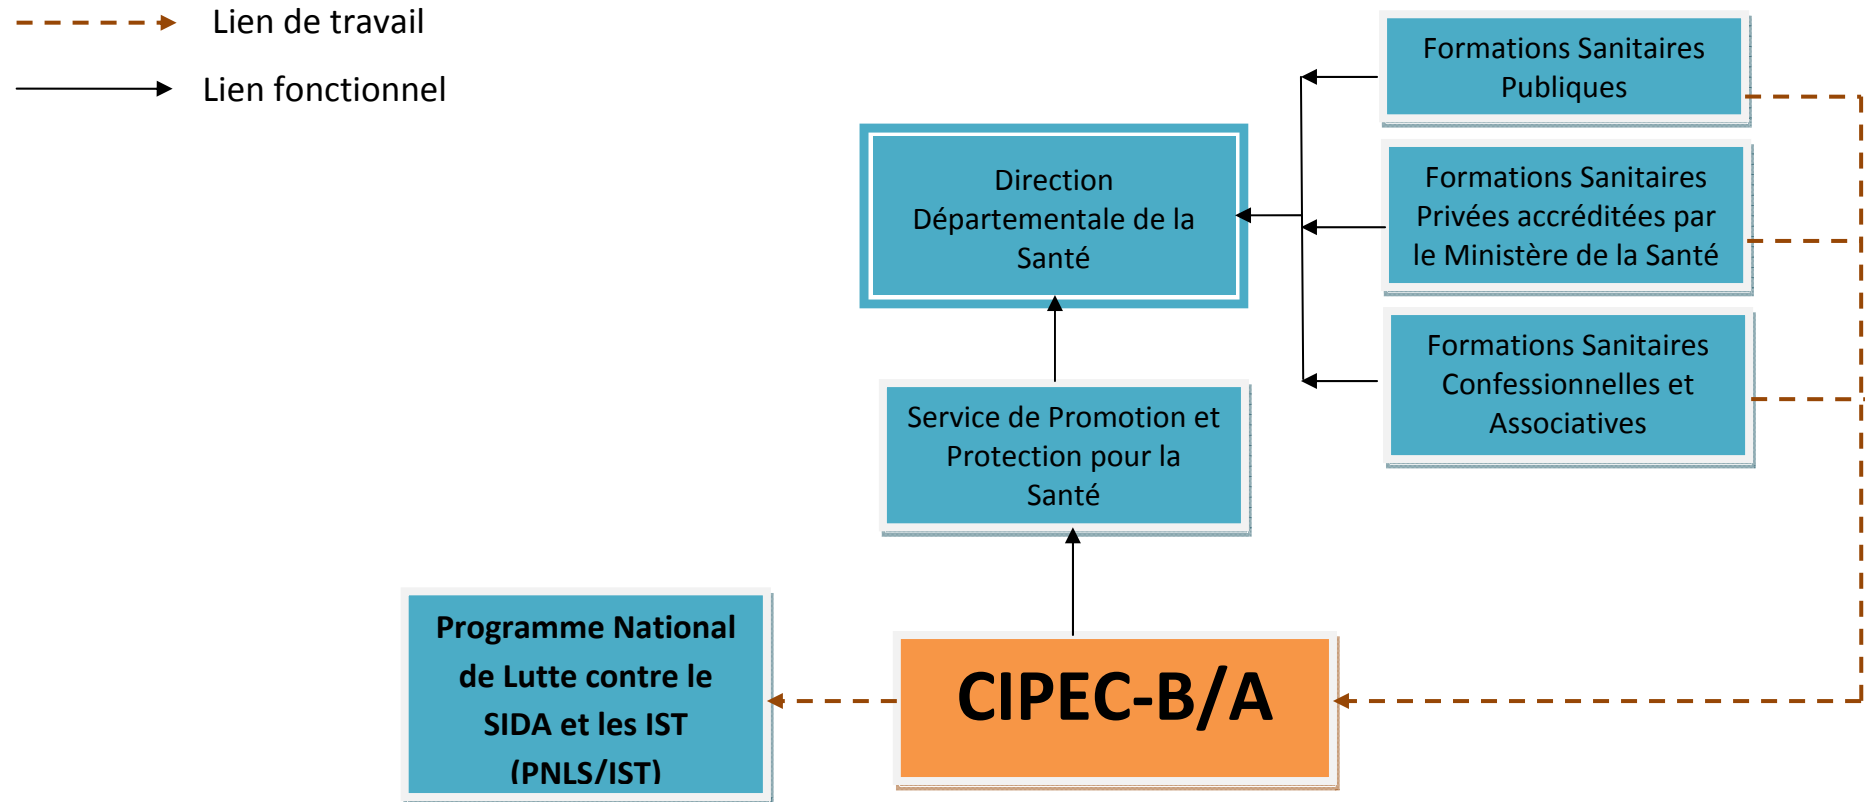 Lien de travail
Lien fonctionnel
Formations Sanitaires
Publiques
Direction
Départementale de la
Santé
Formations Sanitaires
Privées accréditées par
le Ministère de la Santé
Formations Sanitaires
Confessionnelles et
Associatives
Service de Promotion et
Protection pour la
Santé
Programme National
de Lutte contre le
SIDA et les IST
(PNLS/IST)
CIPEC-B/A